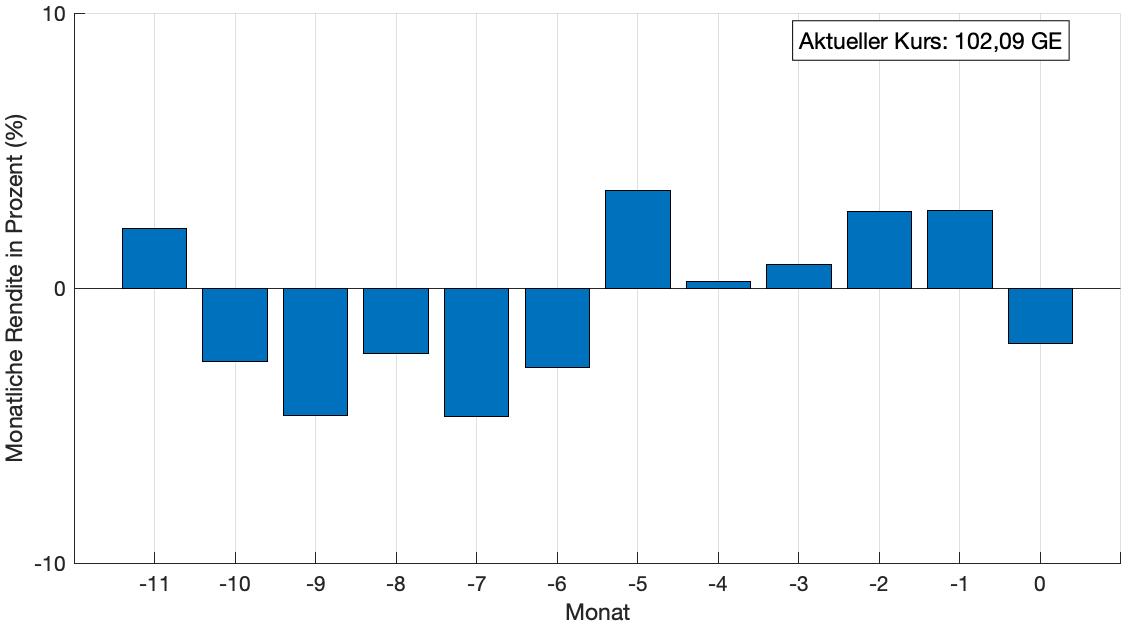 10
Aktueller Kurs: 102,09 GE
Monatliche Rendite in Prozent (%)
0
-10
-11 -10 -9 -8 -7 -6 -5 -4 -3 -2 -1 0
Monat